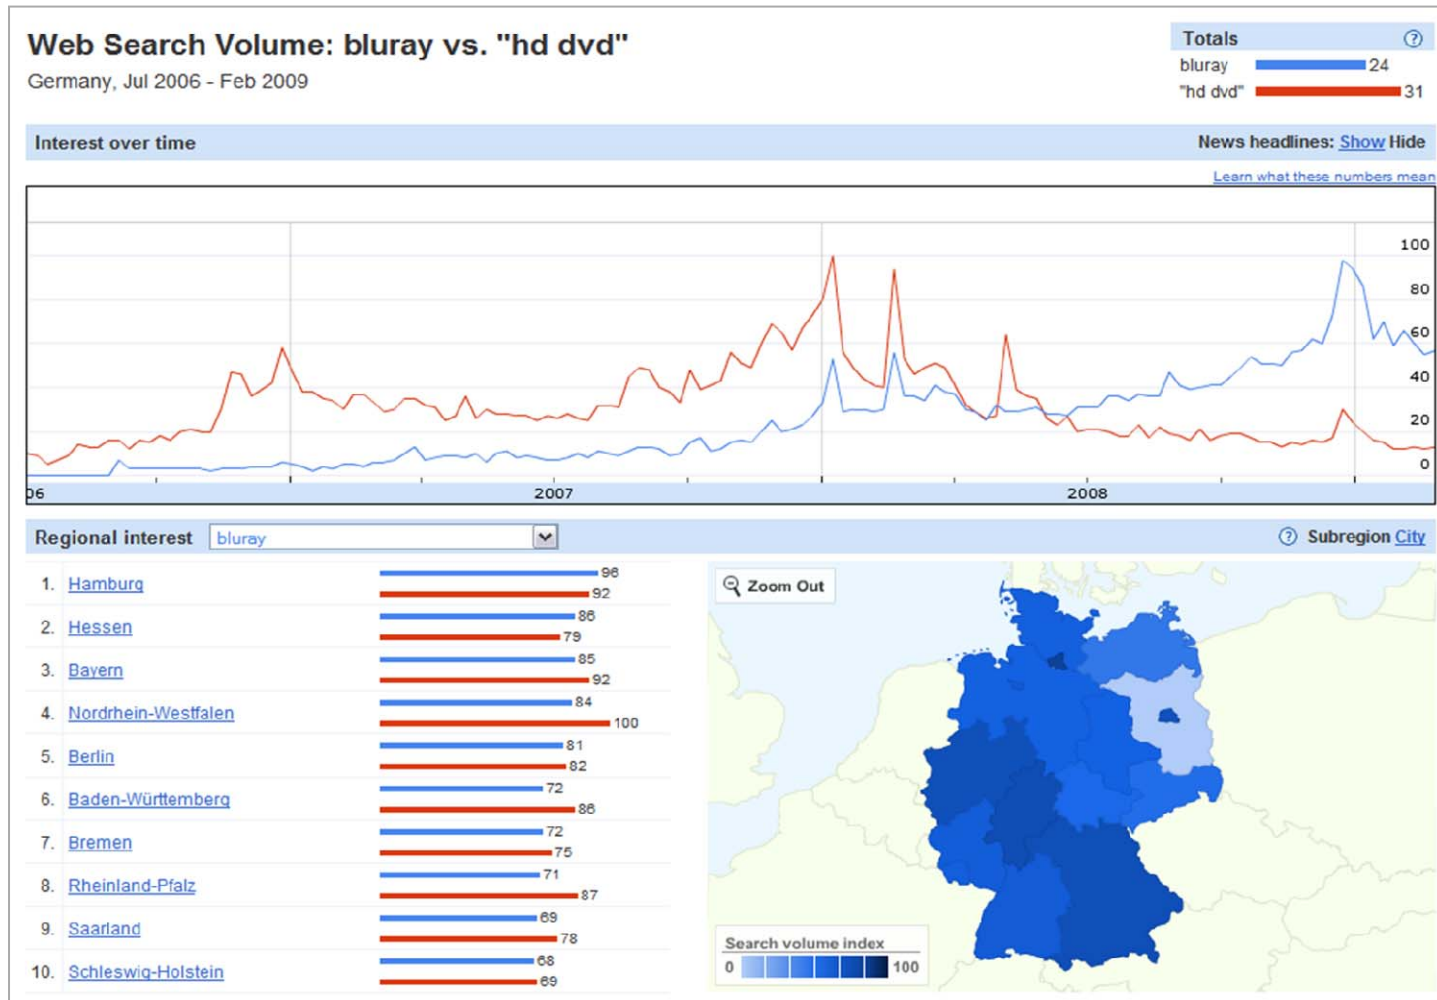 Web Search Volume: bluray vs. "hd dvd"
Germany, Jul 2006 - Feb 2009
Totals
bluray 24
"hd dvd" 31
Interest over time
News headlines: Show Hide
Learn what these numbers mean
100
80
60
40
20
0
06 2007 2008
Regional interest bluray
Subregion City
1. Hamburg 96
92
2. Hessen 86
79
3. Bayern 85
92
4. Nordrhein-Westfalen 84
100
5. Berlin 81
82
6. Baden-Württemberg 72
86
7. Bremen 72
75
8. Rheinland-Pfalz 71
87
9. Saarland 69
78
10. Schleswig-Holstein 68
69
Zoom Out
Search volume index
0 100